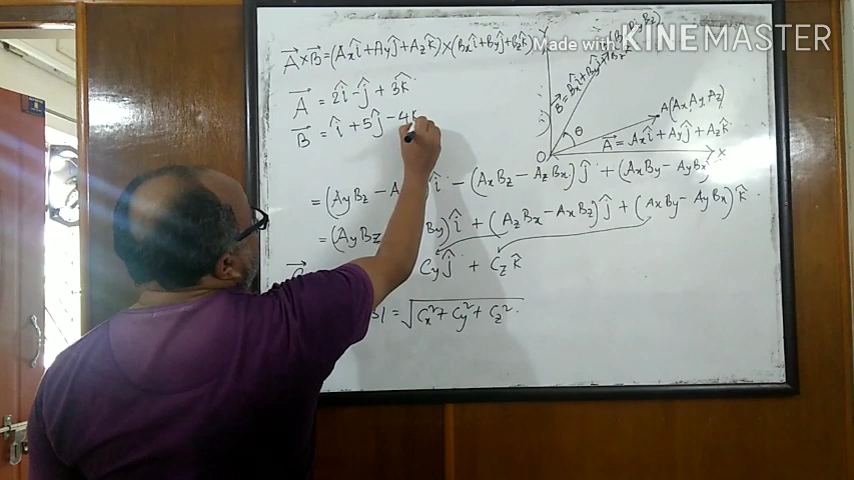 Made with KINEMASTER
A⃗ × B⃗ = (Axî + Ayĵ + Azk̂) × (Bxî + Byĵ + Bzk̂)
A⃗ = 2î - ĵ + 3k̂
B⃗ = î + 5ĵ - 4k
= (AyBz - A î - (AxBz - AzBx) ĵ + (AxBy - AyBx)
= (AyBz By) î + (AzBx - AxBz) ĵ + (AxBy - AyBx) k̂
Cyĵ + Czk̂
= √Cx² + Cy² + Cz²
y
B⃗ = Bxî + Byĵ +
A(Ax Ay Az)
θ
A⃗ = Axî + Ayĵ + Azk̂
O
x